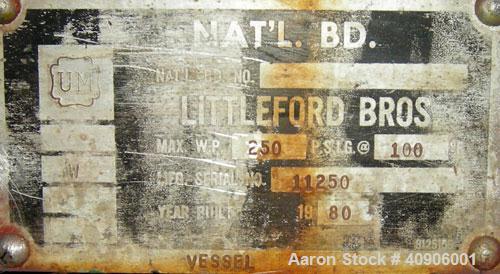 NAT'L. BD.
UM
NAT'L. BD. NO.
LITTLEFORD BROS
MAX. W.P. 250 P.S.I.G. @ 100 °F
W
MFG. SERIAL NO. 11250
YEAR BUILT 19 80
VESSEL
Aaron Stock # 40906001